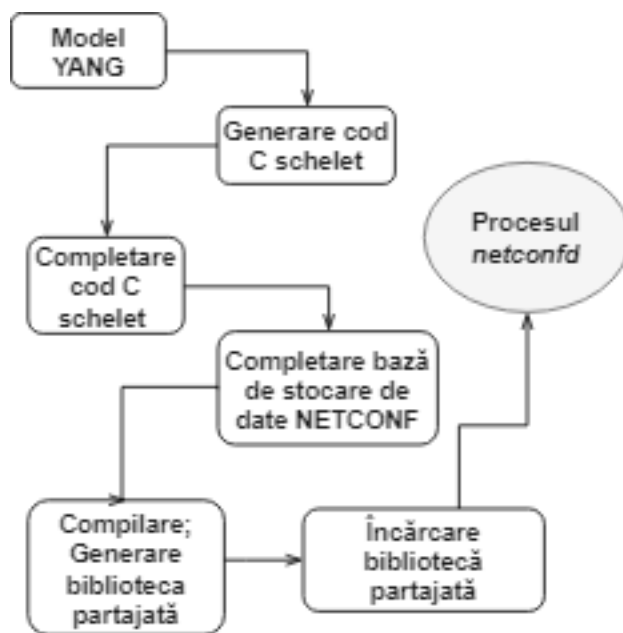 Model
YANG
Generare cod
C schelet
Completare
cod C
schelet
Completare bază
de stocare de
date NETCONF
Compilare;
Generare
biblioteca
partajată
Încărcare
bibliotecă
partajată
Procesul
netconfd